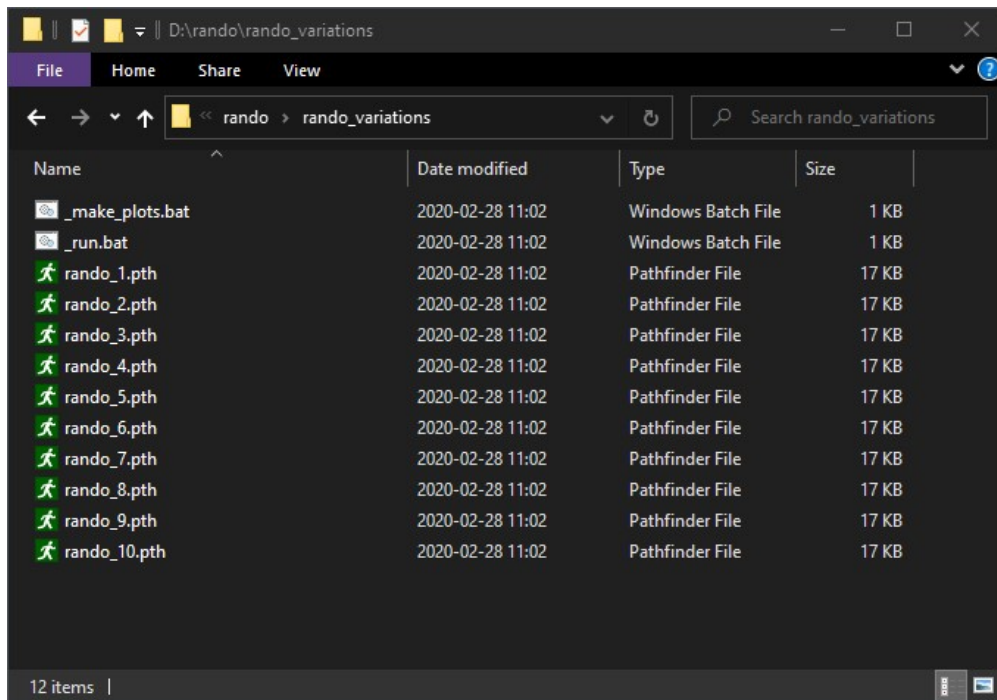 D:\rando\rando_variations
File Home Share View
« rando > rando_variations Search rando_variations
Name Date modified Type Size
_make_plots.bat 2020-02-28 11:02 Windows Batch File 1 KB
_run.bat 2020-02-28 11:02 Windows Batch File 1 KB
rando_1.pth 2020-02-28 11:02 Pathfinder File 17 KB
rando_2.pth 2020-02-28 11:02 Pathfinder File 17 KB
rando_3.pth 2020-02-28 11:02 Pathfinder File 17 KB
rando_4.pth 2020-02-28 11:02 Pathfinder File 17 KB
rando_5.pth 2020-02-28 11:02 Pathfinder File 17 KB
rando_6.pth 2020-02-28 11:02 Pathfinder File 17 KB
rando_7.pth 2020-02-28 11:02 Pathfinder File 17 KB
rando_8.pth 2020-02-28 11:02 Pathfinder File 17 KB
rando_9.pth 2020-02-28 11:02 Pathfinder File 17 KB
rando_10.pth 2020-02-28 11:02 Pathfinder File 17 KB
12 items